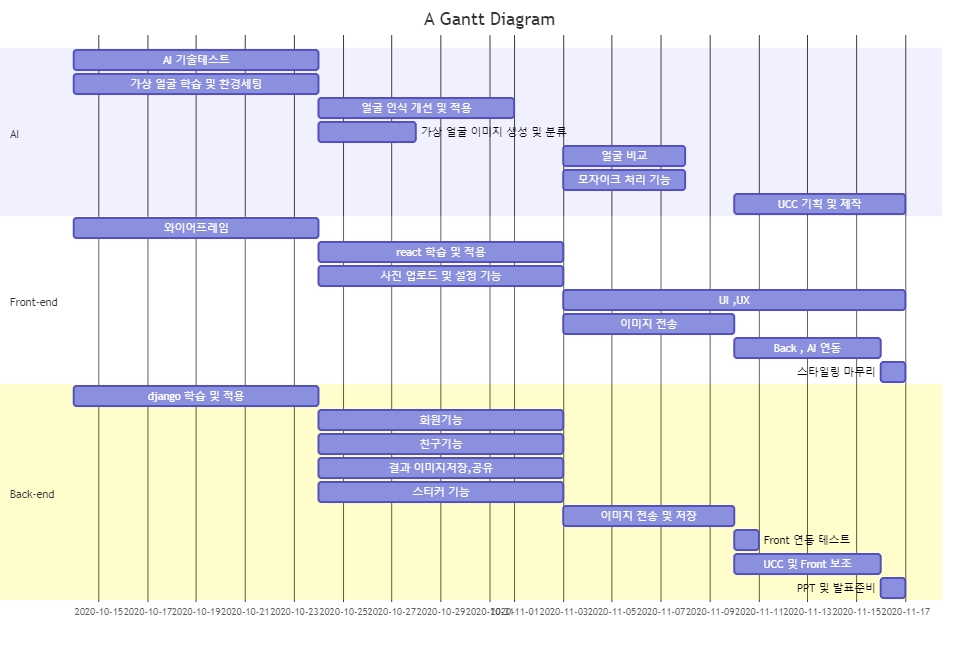 A Gantt Diagram
AI
AI 기술테스트
가상 얼굴 학습 및 환경세팅
얼굴 인식 개선 및 적용
가상 얼굴 이미지 생성 및 분류
얼굴 비교
모자이크 처리 기능
UCC 기획 및 제작
Front-end
와이어프레임
react 학습 및 적용
사진 업로드 및 설정 기능
UI ,UX
이미지 전송
Back , AI 연동
스타일링 마무리
Back-end
django 학습 및 적용
회원기능
친구기능
결과 이미지저장,공유
스티커 기능
이미지 전송 및 저장
Front 연동 테스트
UCC 및 Front 보조
PPT 및 발표준비
2020-10-15 2020-10-17 2020-10-19 2020-10-21 2020-10-23 2020-10-25 2020-10-27 2020-10-29 2020-10-31 2020-11-01 2020-11-03 2020-11-05 2020-11-07 2020-11-09 2020-11-11 2020-11-13 2020-11-15 2020-11-17